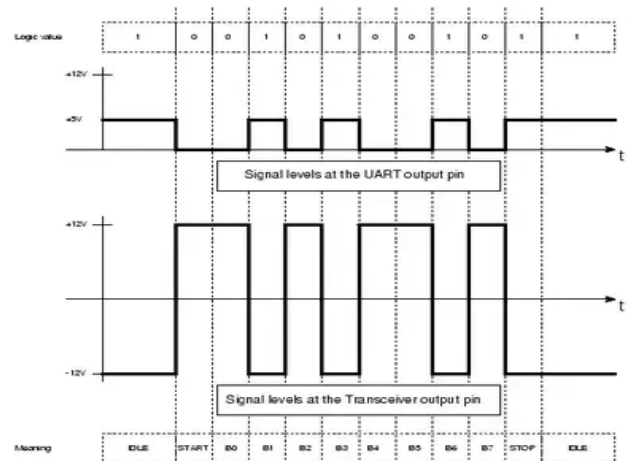 Logic value 1 0 0 1 0 1 0 0 1 0 1 1
+12V
+5V
t
Signal levels at the UART output pin
+12V
t
-12V
Signal levels at the Transceiver output pin
Meaning IDLE START B0 B1 B2 B3 B4 B5 B6 B7 STOP IDLE